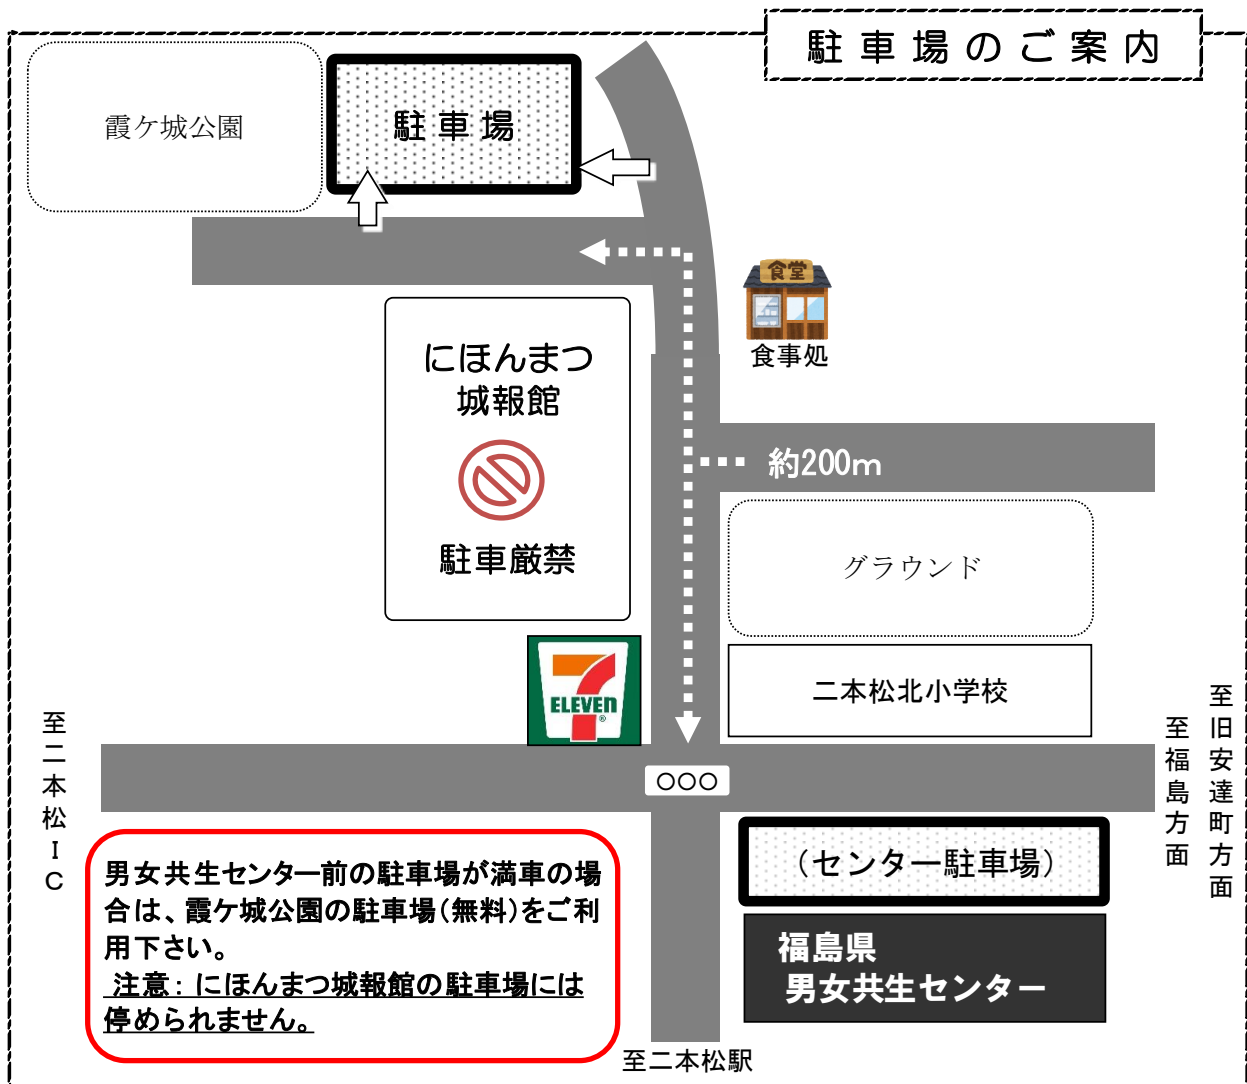 駐車場のご案内
霞ケ城公園
駐車場
食堂
食事処
にほんまつ
城報館
駐車厳禁
約200m
グラウンド
7
ELEVEn
®
二本松北小学校
至二本松IC
至福島方面
至旧安達町方面
○○○
(センター駐車場)
福島県
男女共生センター
男女共生センター前の駐車場が満車の場
合は、霞ケ城公園の駐車場(無料)をご利
用下さい。
注意:にほんまつ城報館の駐車場には
停められません。
至二本松駅